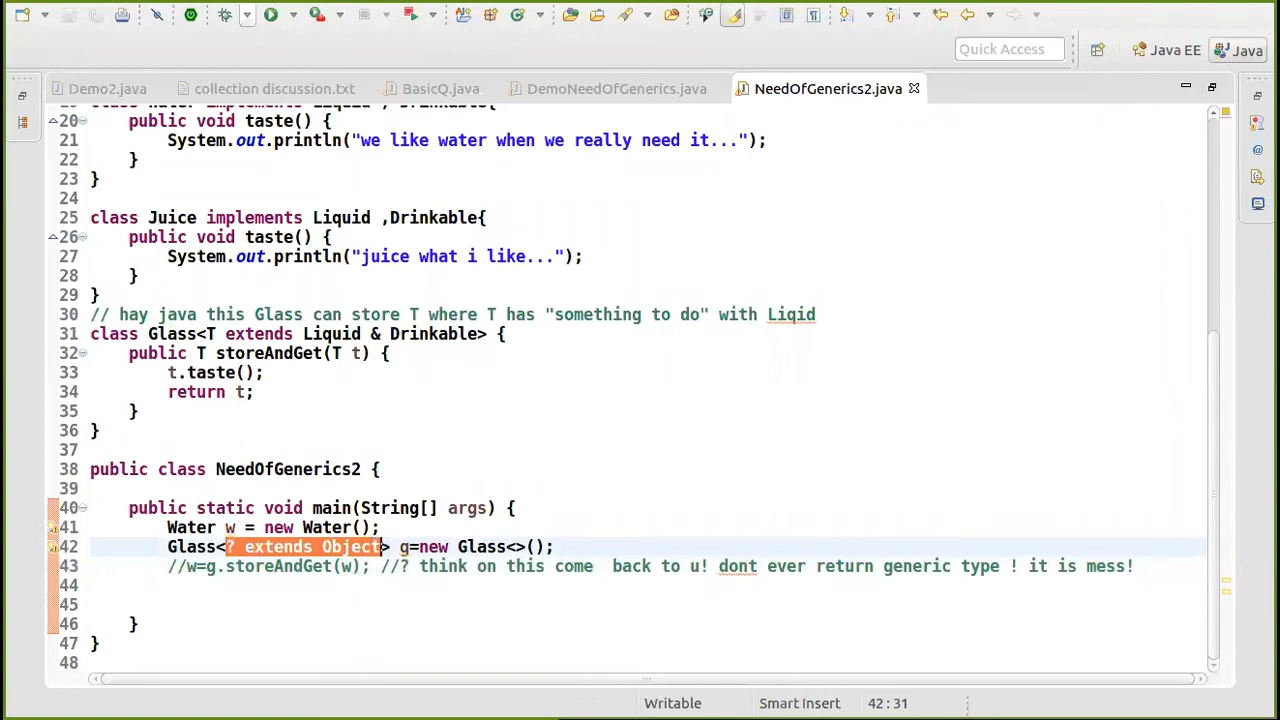 Quick Access
Java EE
Java
Demo2.java
collection discussion.txt
BasicQ.java
DemoNeedOfGenerics.java
NeedOfGenerics2.java
20 public void taste() {
21 System.out.println("we like water when we really need it...");
22 }
23 }
24
25 class Juice implements Liquid ,Drinkable{
26 public void taste() {
27 System.out.println("juice what i like...");
28 }
29 }
30 // hay java this Glass can store T where T has "something to do" with Liqid
31 class Glass<T extends Liquid & Drinkable> {
32 public T storeAndGet(T t) {
33 t.taste();
34 return t;
35 }
36 }
37
38 public class NeedOfGenerics2 {
39
40 public static void main(String[] args) {
41 Water w = new Water();
42 Glass<? extends Object> g=new Glass<>();
43 //w=g.storeAndGet(w); //? think on this come  back to u! dont ever return generic type ! it is mess!
44
45
46 }
47 }
48
Writable
Smart Insert
42 : 31